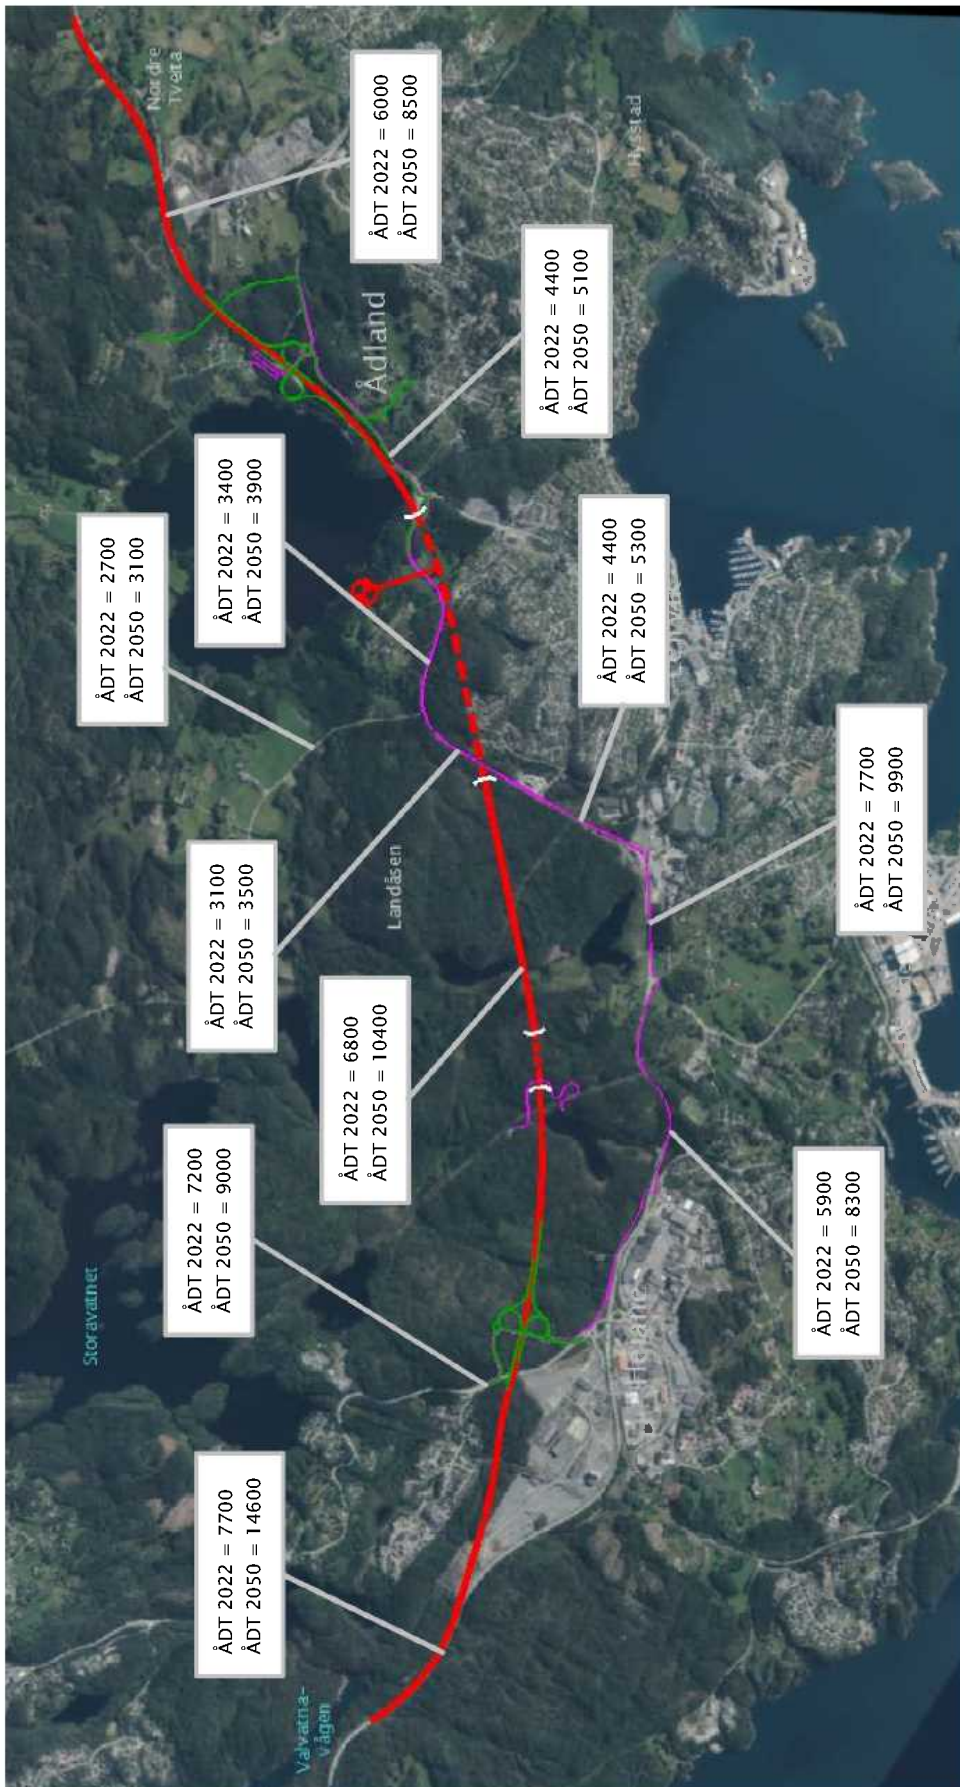 Storavatnet
Valvatna-
vågen
ÅDT 2022 = 7700
ÅDT 2050 = 14600
ÅDT 2022 = 7200
ÅDT 2050 = 9000
ÅDT 2022 = 3100
ÅDT 2050 = 3500
ÅDT 2022 = 2700
ÅDT 2050 = 3100
ÅDT 2022 = 3400
ÅDT 2050 = 3900
Nordre
Tveita
ÅDT 2022 = 6800
ÅDT 2050 = 10400
Landåsen
Ådland
ÅDT 2022 = 6000
ÅDT 2050 = 8500
ÅDT 2022 = 4400
ÅDT 2050 = 5100
ÅDT 2022 = 4400
ÅDT 2050 = 5300
ÅDT 2022 = 5900
ÅDT 2050 = 8300
ÅDT 2022 = 7700
ÅDT 2050 = 9900